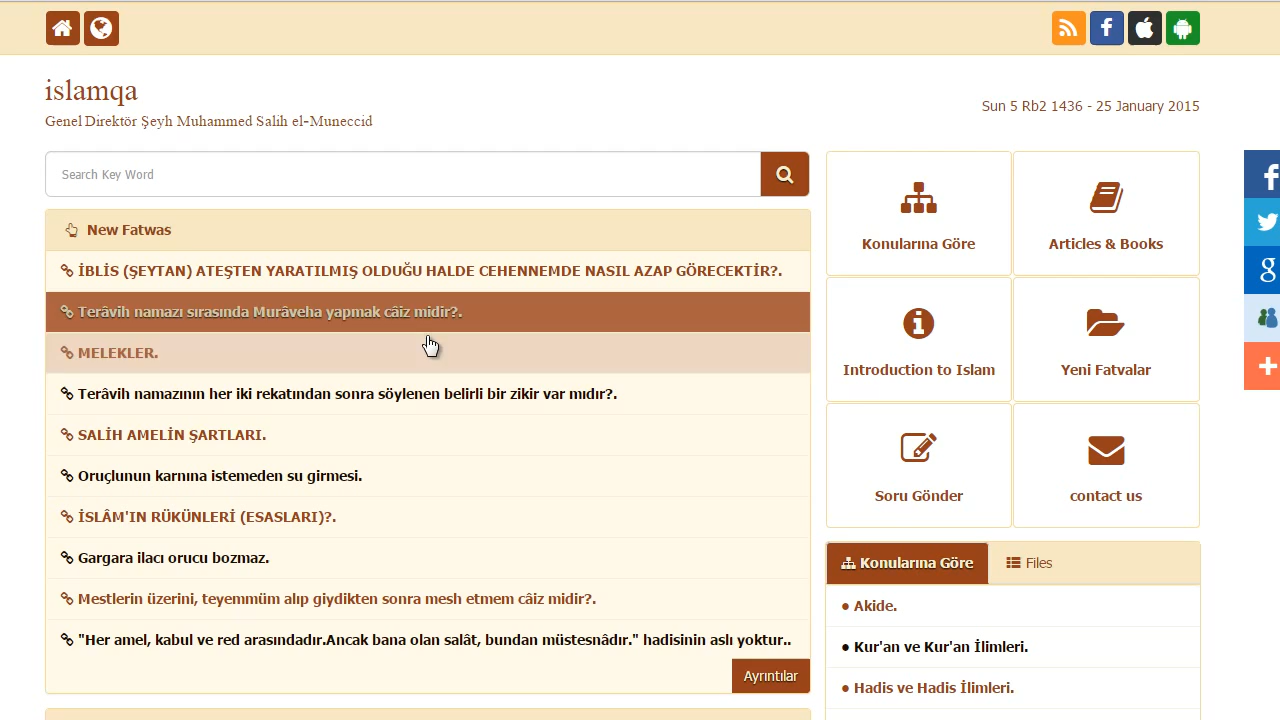 islamqa
Genel Direktör Şeyh Muhammed Salih el-Muneccid
Sun 5 Rb2 1436 - 25 January 2015
Search Key Word
New Fatwas
İBLİS (ŞEYTAN) ATEŞTEN YARATILMIŞ OLDUĞU HALDE CEHENNEMDE NASIL AZAP GÖRECEKTİR?.
Terâvih namazı sırasında Murâveha yapmak câiz midir?.
MELEKLER.
Terâvih namazının her iki rekatından sonra söylenen belirli bir zikir var mıdır?.
SALİH AMELİN ŞARTLARI.
Oruçlunun karnına istemeden su girmesi.
İSLÂM'IN RÜKÜNLERİ (ESASLARI)?.
Gargara ilacı orucu bozmaz.
Mestlerin üzerini, teyemmüm alıp giydikten sonra mesh etmem câiz midir?.
"Her amel, kabul ve red arasındadır.Ancak bana olan salât, bundan müstesnâdır." hadisinin aslı yoktur..
Ayrıntılar
Konularına Göre
Articles & Books
Introduction to Islam
Yeni Fatvalar
Soru Gönder
contact us
Konularına Göre
Files
Akide.
Kur'an ve Kur'an İlimleri.
Hadis ve Hadis İlimleri.